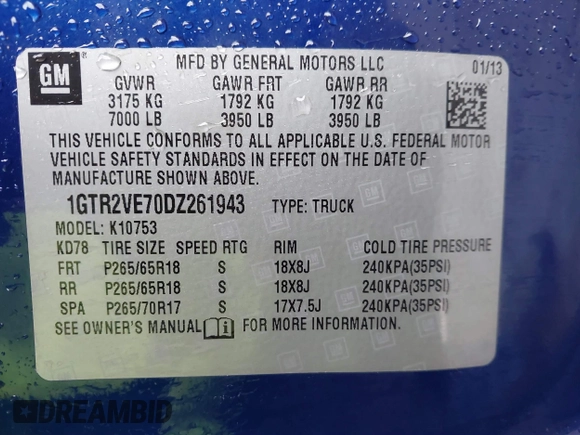 GM
MFD BY GENERAL MOTORS LLC
01/13
GVWR GAWR FRT GAWR RR
3175 KG 1792 KG 1792 KG
7000 LB 3950 LB 3950 LB
THIS VEHICLE CONFORMS TO ALL APPLICABLE U.S. FEDERAL MOTOR
VEHICLE SAFETY STANDARDS IN EFFECT ON THE DATE OF
MANUFACTURE SHOWN ABOVE.
1GTR2VE70DZ261943 TYPE: TRUCK
MODEL: K10753
KD78 TIRE SIZE SPEED RTG RIM COLD TIRE PRESSURE
FRT P265/65R18 S 18X8J 240KPA(35PSI)
RR P265/65R18 S 18X8J 240KPA(35PSI)
SPA P265/70R17 S 17X7.5J 240KPA(35PSI)
SEE OWNER'S MANUAL FOR MORE INFORMATION.
DREAMBID